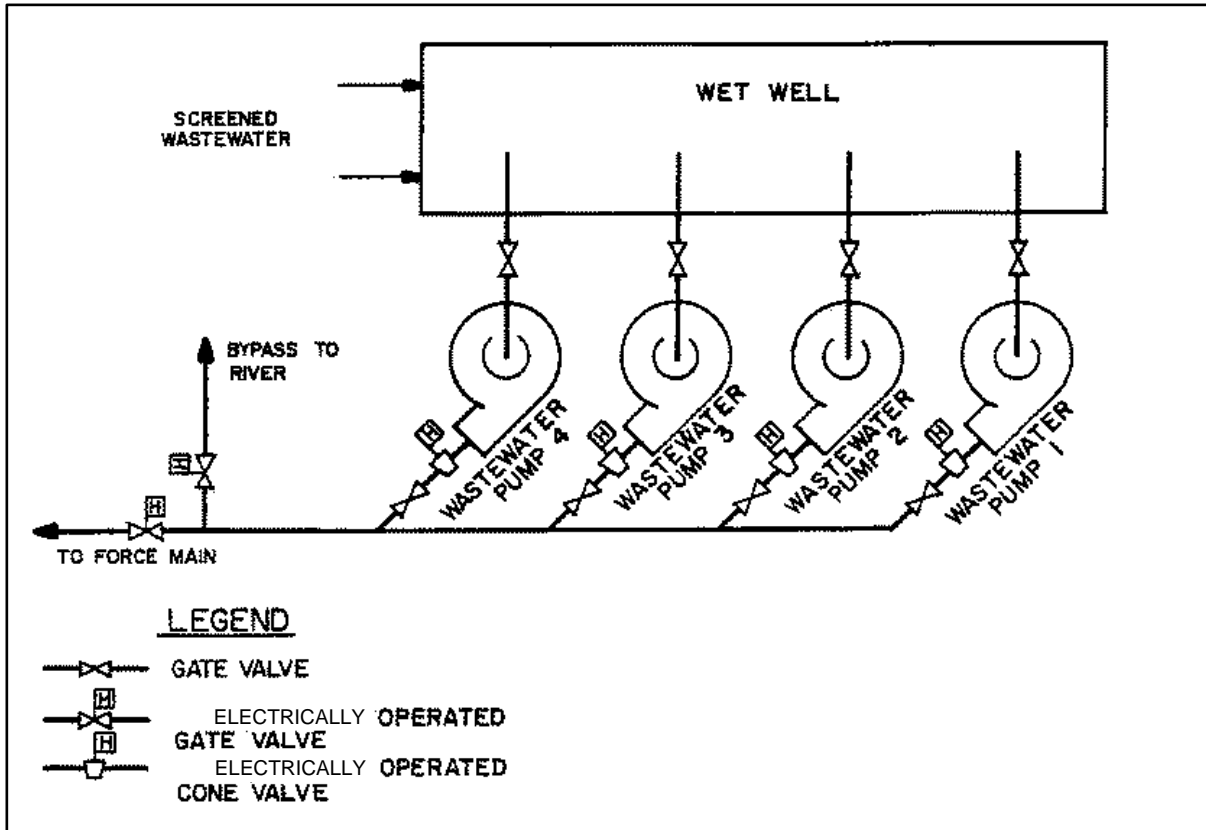 WET WELL
SCREENED
WASTEWATER
BYPASS TO
RIVER
H
WASTEWATER
PUMP 4
H
WASTEWATER
PUMP 3
H
WASTEWATER
PUMP 2
H
WASTEWATER
PUMP 1
H
H
TO FORCE MAIN
LEGEND
GATE VALVE
H
ELECTRICALLY OPERATED
GATE VALVE
H
ELECTRICALLY OPERATED
CONE VALVE